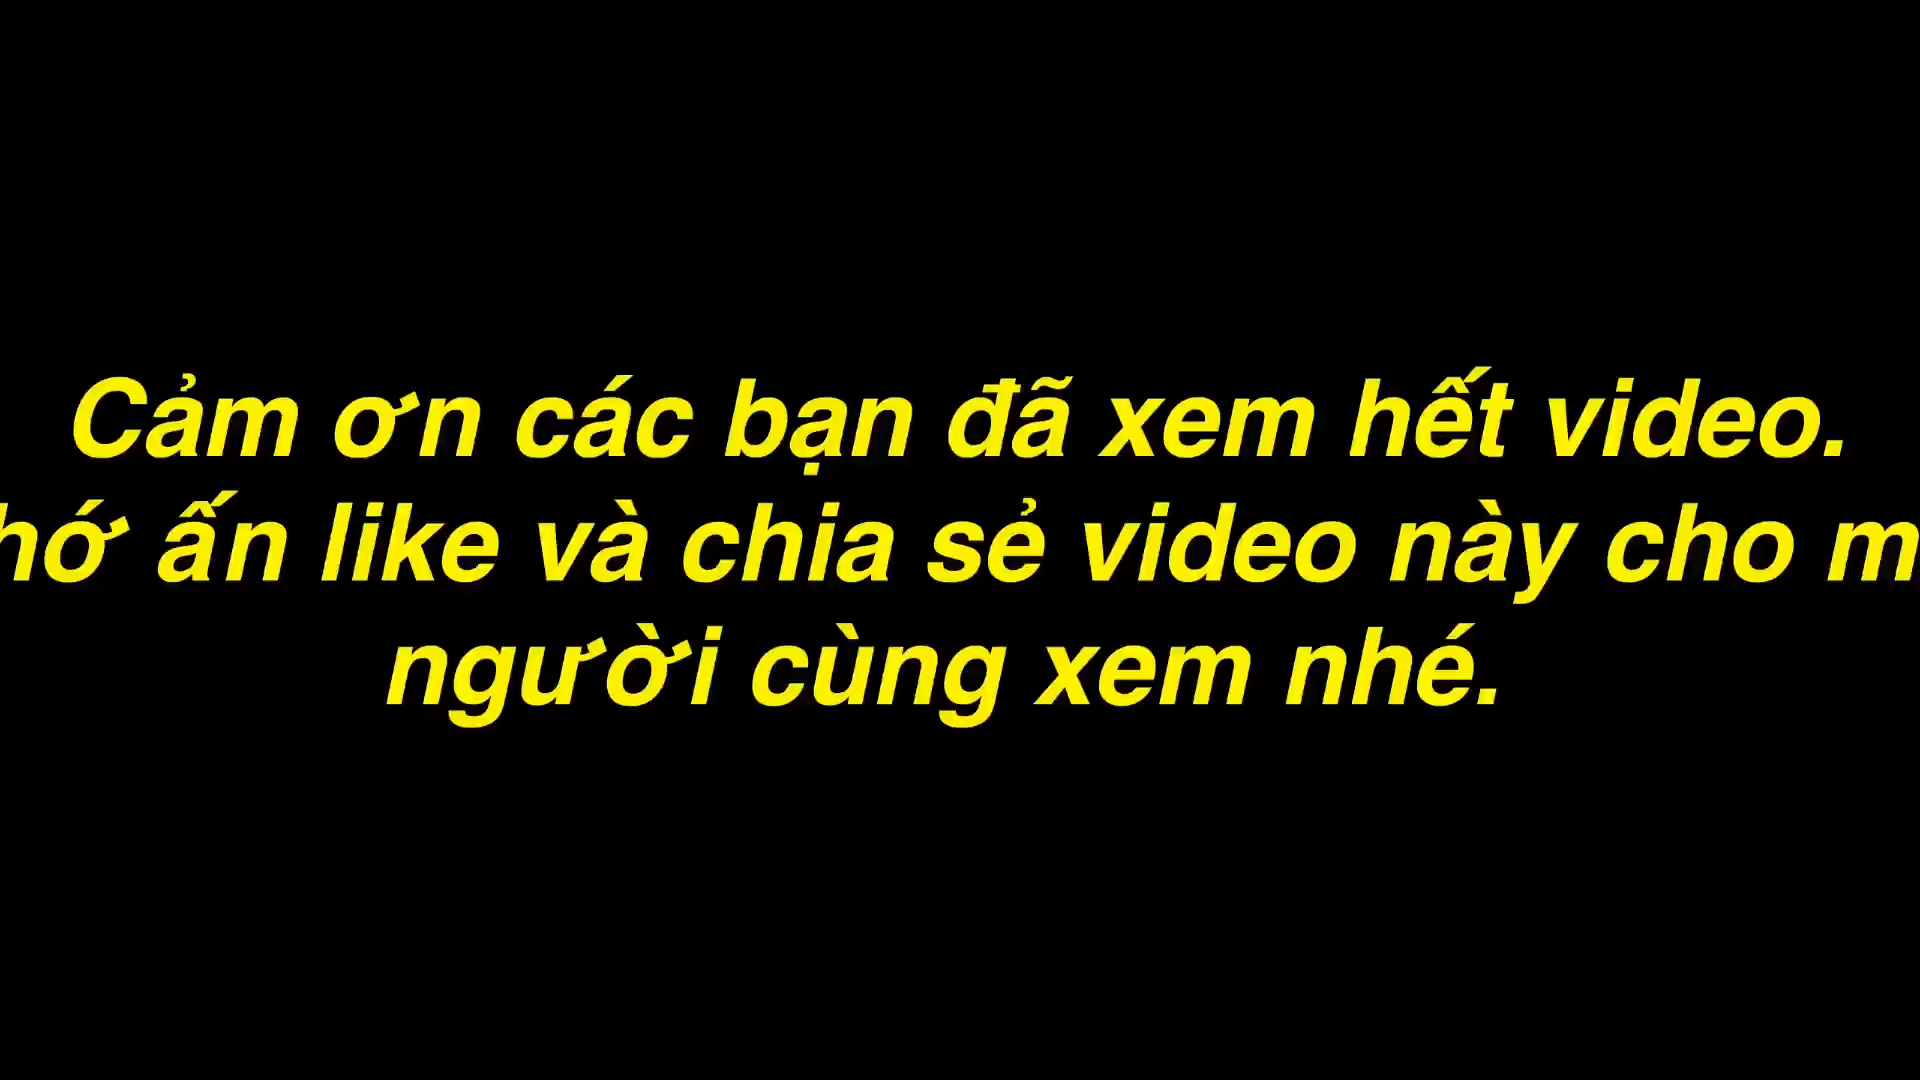 Cảm ơn các bạn đã xem hết video.
ấn like và chia sẻ video này cho
người cùng xem nhé.